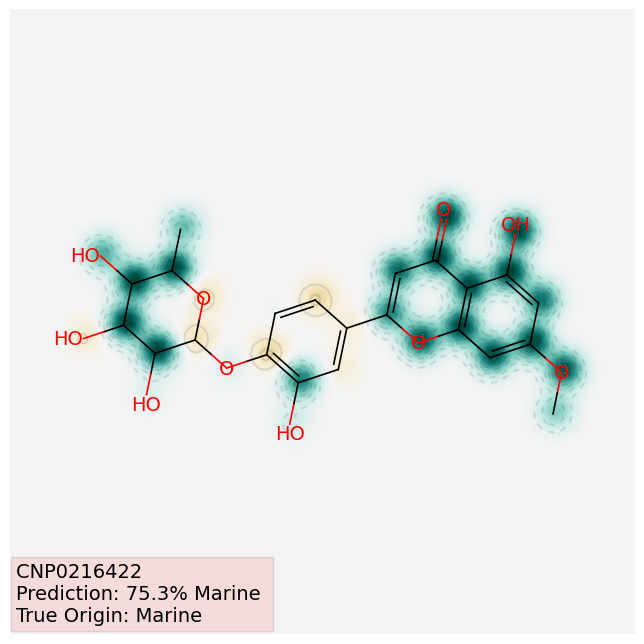 O
OH
HO
O
HO
O
O
HO
O
HO
CNP0216422
Prediction: 75.3% Marine
True Origin: Marine